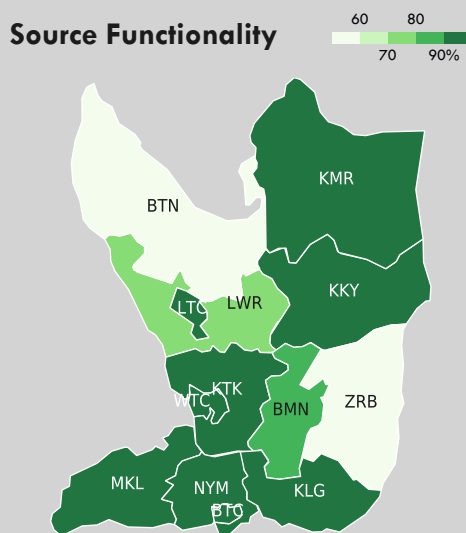 Source Functionality
60 80
70 90%
KMR
BTN
KKY
LTC
LWR
KTK
WTC
ZRB
BMN
MKL
NYM
KLG
BTC